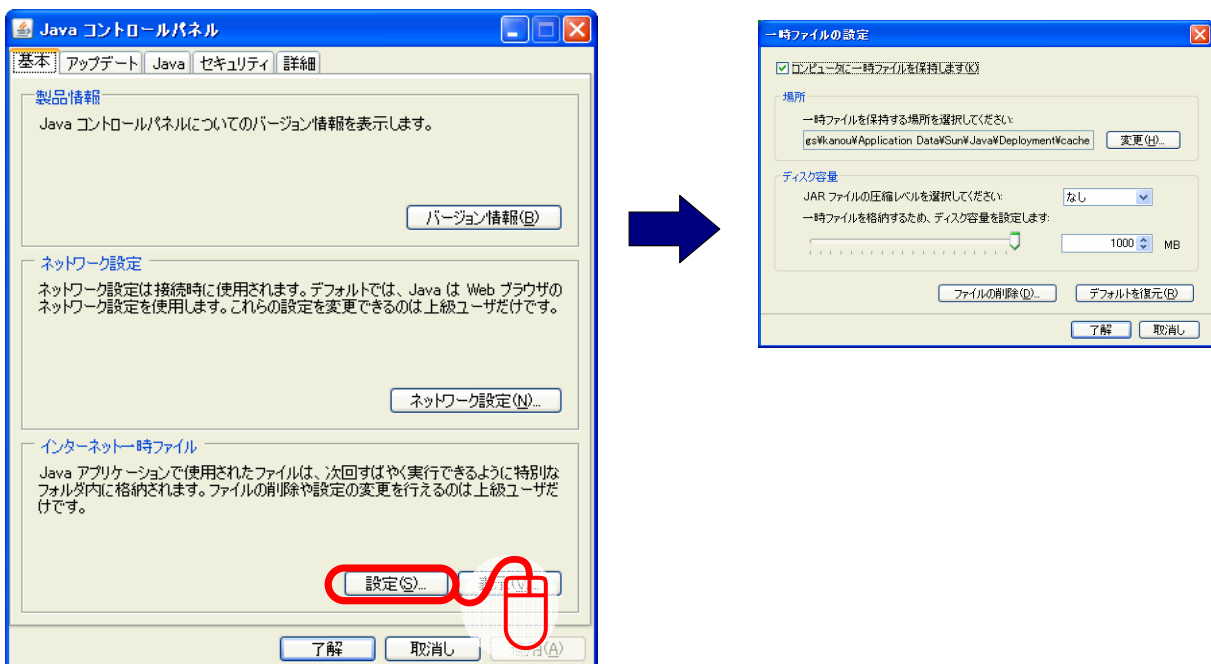 Java コントロールパネル
基本 アップデート Java セキュリティ 詳細
製品情報
Java コントロールパネルについてのバージョン情報を表示します。
バージョン情報(B)
ネットワーク設定
ネットワーク設定は接続時に使用されます。デフォルトでは、Java は Web ブラウザの
ネットワーク設定を使用します。これらの設定を変更できるのは上級ユーザだけです。
ネットワーク設定(N)...
インターネット一時ファイル
Java アプリケーションで使用されたファイルは、次回すばやく実行できるように特別な
フォルダ内に格納されます。ファイルの削除や設定の変更を行えるのは上級ユーザだ
けです。
設定(S)...
了解 取消し (A)
一時ファイルの設定
コンピュータに一時ファイルを保持します(K)
場所
一時ファイルを保持する場所を選択してください:
gs¥kanou¥Application Data¥Sun¥Java¥Deployment¥cache 変更(H)...
ディスク容量
JAR ファイルの圧縮レベルを選択してください: なし
一時ファイルを格納するため、ディスク容量を設定します:
1000 MB
ファイルの削除(D)... デフォルトを復元(R)
了解 取消し